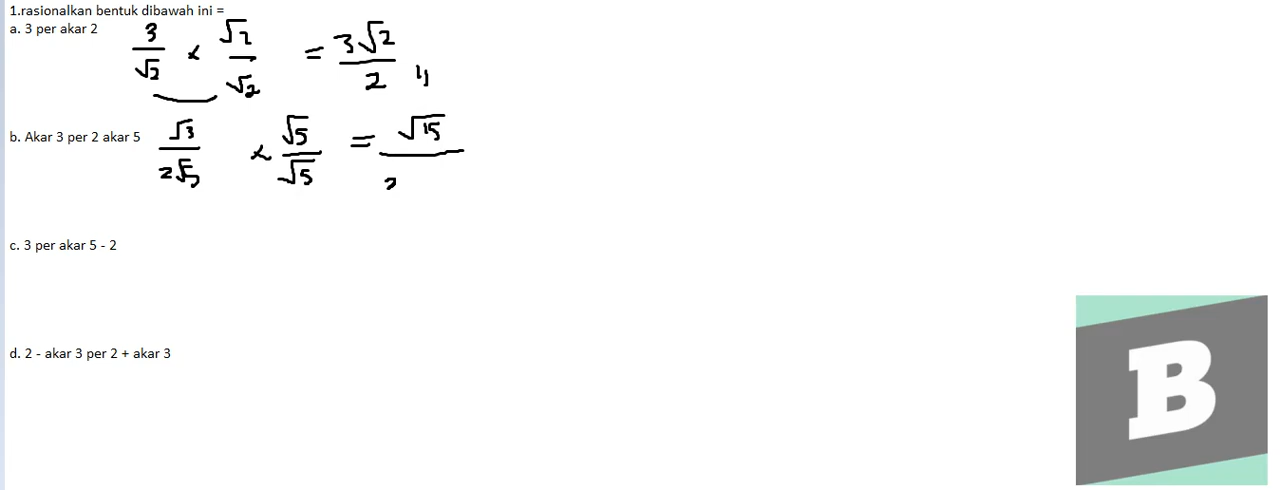 1.rasionalkan bentuk dibawah ini =
a. 3 per akar 2 3/√2 × √2/√2 = 3√2/2 //
b. Akar 3 per 2 akar 5 √3/2√5 × √5/√5 = √15/2
c. 3 per akar 5 - 2
d. 2 - akar 3 per 2 + akar 3
B